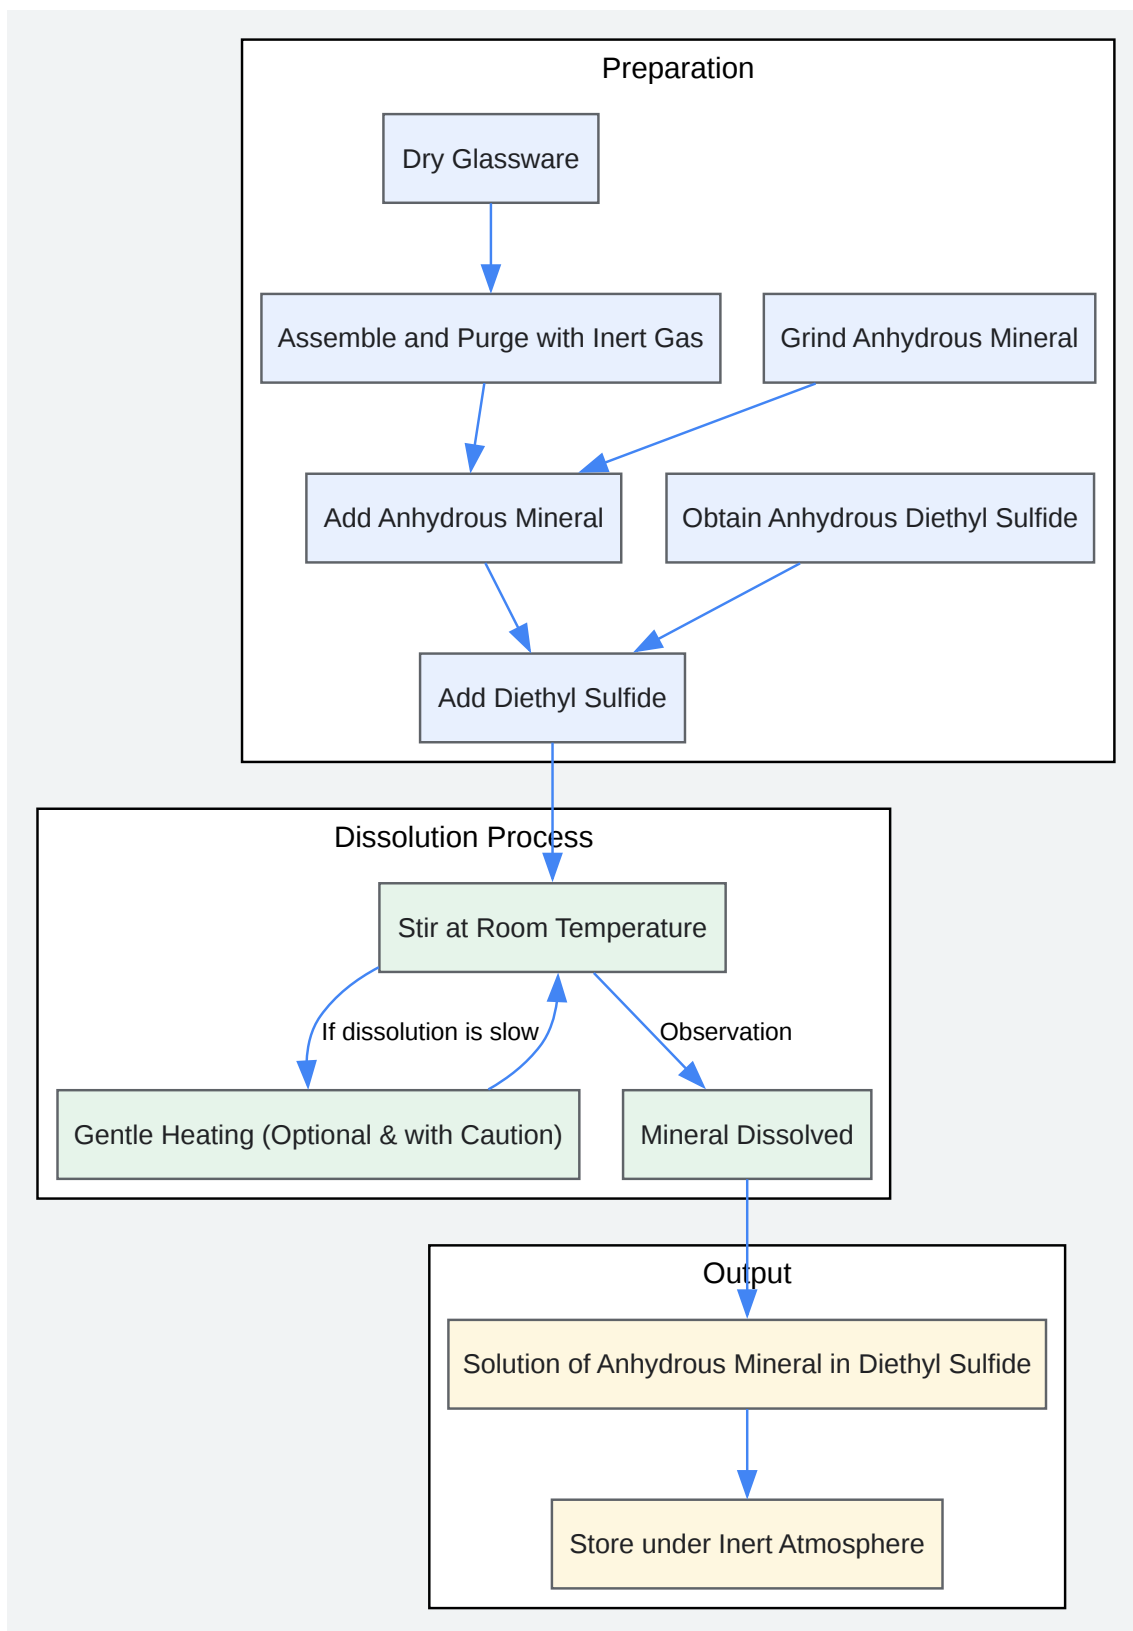 Preparation
Dry Glassware
Assemble and Purge with Inert Gas
Grind Anhydrous Mineral
Add Anhydrous Mineral
Obtain Anhydrous Diethyl Sulfide
Add Diethyl Sulfide
Dissolution Process
Stir at Room Temperature
If dissolution is slow
Observation
Gentle Heating (Optional & with Caution)
Mineral Dissolved
Output
Solution of Anhydrous Mineral in Diethyl Sulfide
Store under Inert Atmosphere